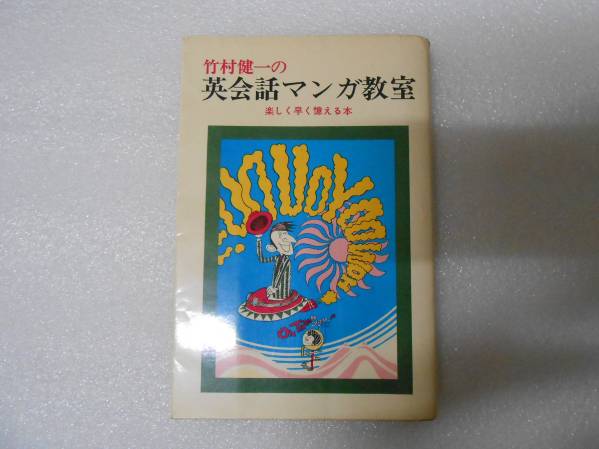 竹村健一の
英会話マンガ教室
楽しく早く憶える本